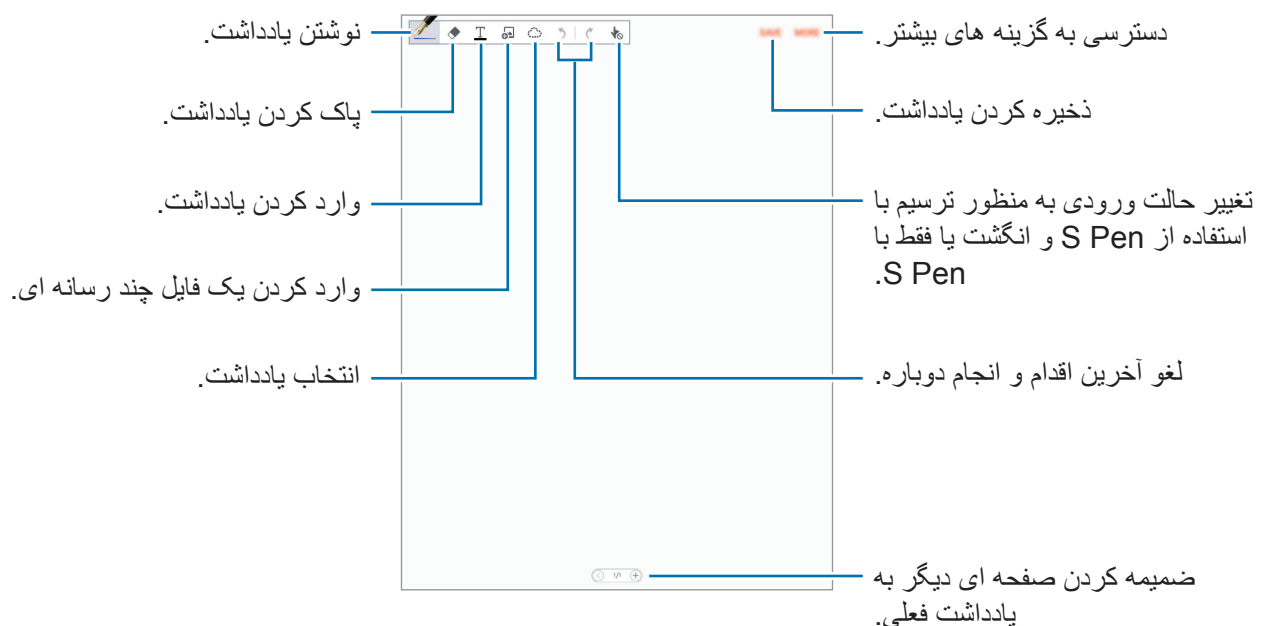 نوشتن یادداشت.
پاک کردن یادداشت.
وارد کردن یادداشت.
وارد کردن یک فایل چند رسانه ای.
انتخاب یادداشت.
SAVE MORE
دسترسی به گزینه های بیشتر.
ذخیره کردن یادداشت.
تغییر حالت ورودی به منظور ترسیم با
استفاده از S Pen و انگشت یا فقط با
S Pen.
لغو آخرین اقدام و انجام دوباره.
ضمیمه کردن صفحه ای دیگر به
یادداشت فعلی.